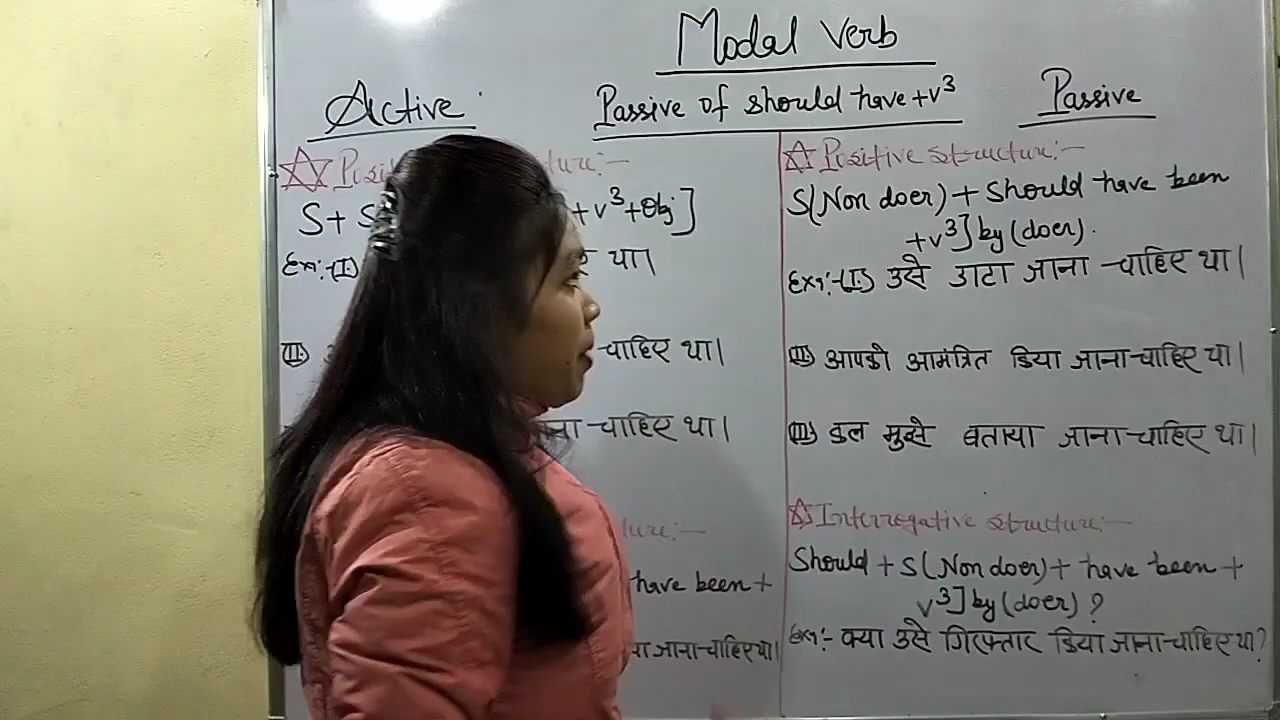 Modal Verb
Active
Passive of should have+v³
Passive
structure:-
S+
+v³+Obj]
Ex:-(I)
था।
(II)
चाहिए था।
जाना चाहिए था।
have been +
जाना चाहिए था।
Positive structure:-
S(Non doer)+ should have been
+v³] by (doer).
Ex:-(I) उसे डाटा जाना चाहिए था।
(II) आपको आमंत्रित किया जाना चाहिए था।
(III) कल मुझे बताया जाना चाहिए था।
Interregative structure:-
Should + S(Non doer)+ have been +
v³] by (doer) ?
Ex:- क्या उसे गिरफ्तार किया जाना चाहिए था?